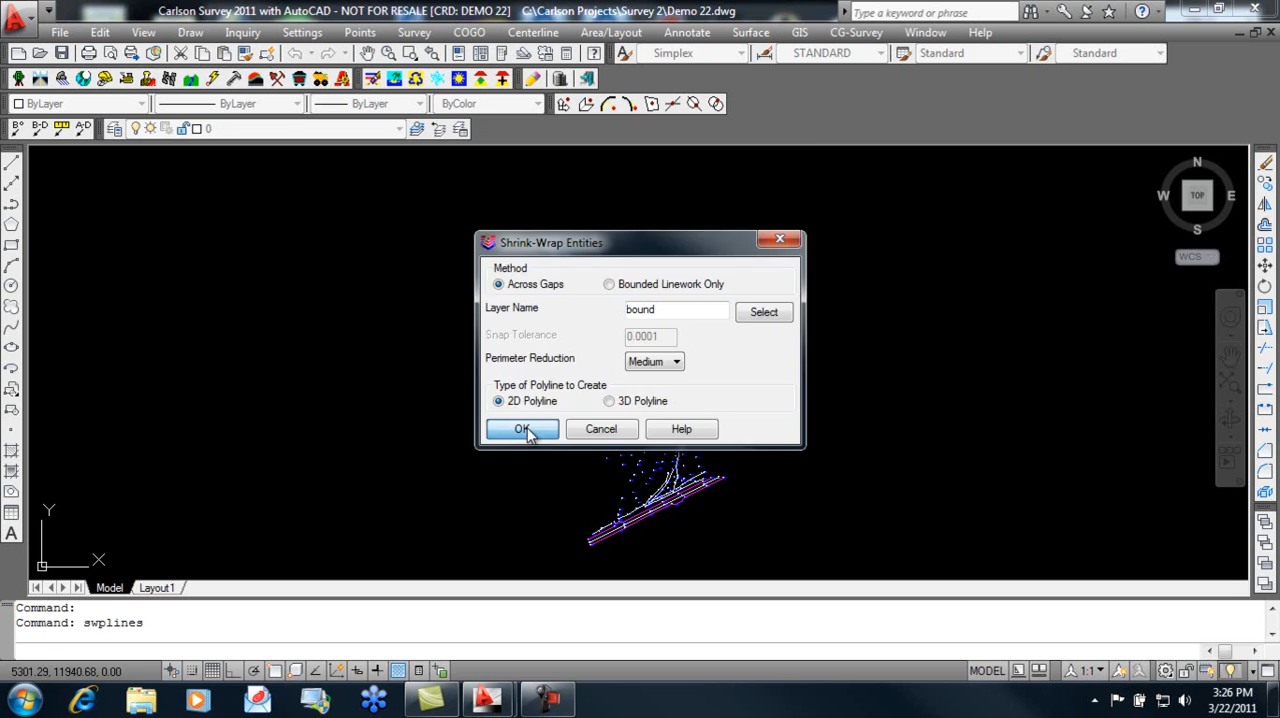 Carlson Survey 2011 with AutoCAD - NOT FOR RESALE [CRD: DEMO 22] C:\Carlson Projects\Survey 2\Demo 22.dwg
Type a keyword or phrase
File Edit View Draw Inquiry Settings Points Survey COGO Centerline Area/Layout Annotate Surface GIS CG-Survey Window Help
Simplex STANDARD Standard Standard
ByLayer ByLayer ByLayer ByColor
B° B-D A-D 0
N
W TOP E
S
WCS
Shrink-Wrap Entities
Method
Across Gaps Bounded Linework Only
Layer Name bound Select
Snap Tolerance 0.0001
Perimeter Reduction Medium
Type of Polyline to Create
2D Polyline 3D Polyline
OK Cancel Help
Y
X
A
Model Layout1
Command:
Command: swplines
5301.29, 11940.68, 0.00 MODEL 1:1
3:26 PM
3/22/2011